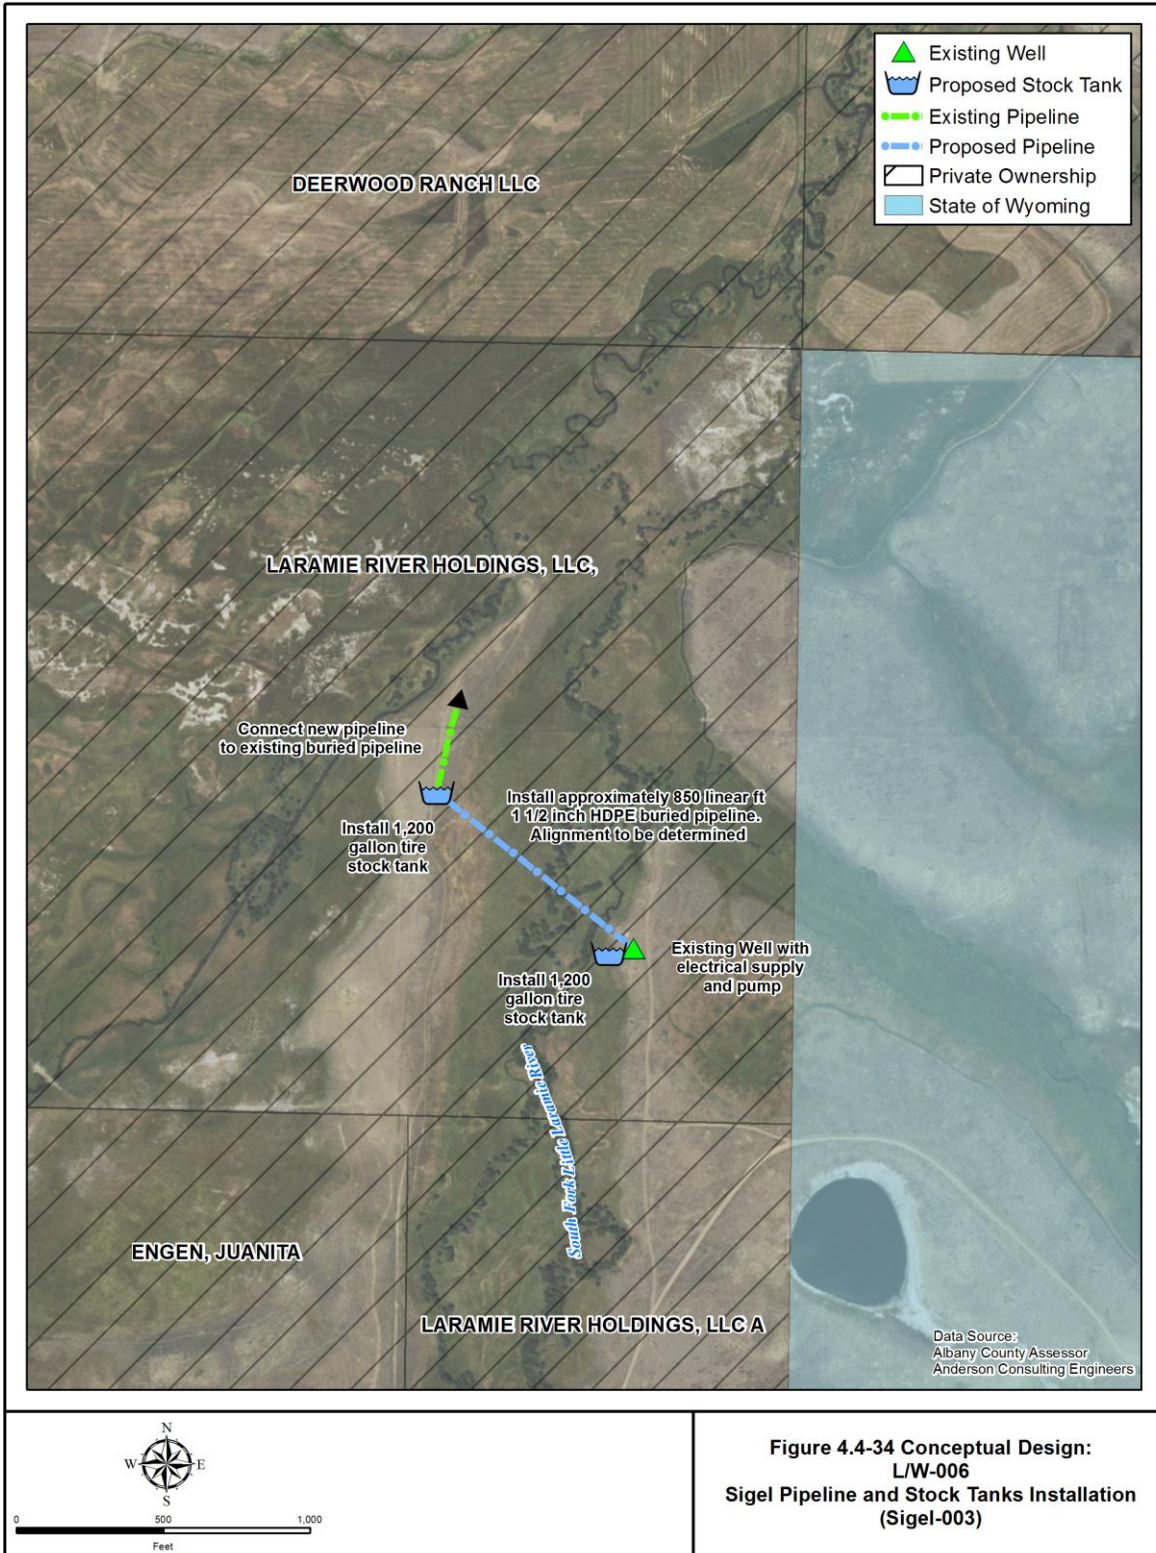 Existing Well
Proposed Stock Tank
Existing Pipeline
Proposed Pipeline
Private Ownership
State of Wyoming
DEERWOOD RANCH LLC
LARAMIE RIVER HOLDINGS, LLC,
Connect new pipeline
to existing buried pipeline
Install approximately 850 linear ft
1 1/2 inch HDPE buried pipeline.
Alignment to be determined
Install 1,200
gallon tire
stock tank
Existing Well with
electrical supply
and pump
Install 1,200
gallon tire
stock tank
South Fork Little Laramie River
ENGEN, JUANITA
LARAMIE RIVER HOLDINGS, LLC A
Data Source:
Albany County Assessor
Anderson Consulting Engineers
N
W E
S
0 500 1,000
Feet
Figure 4.4-34 Conceptual Design:
L/W-006
Sigel Pipeline and Stock Tanks Installation
(Sigel-003)